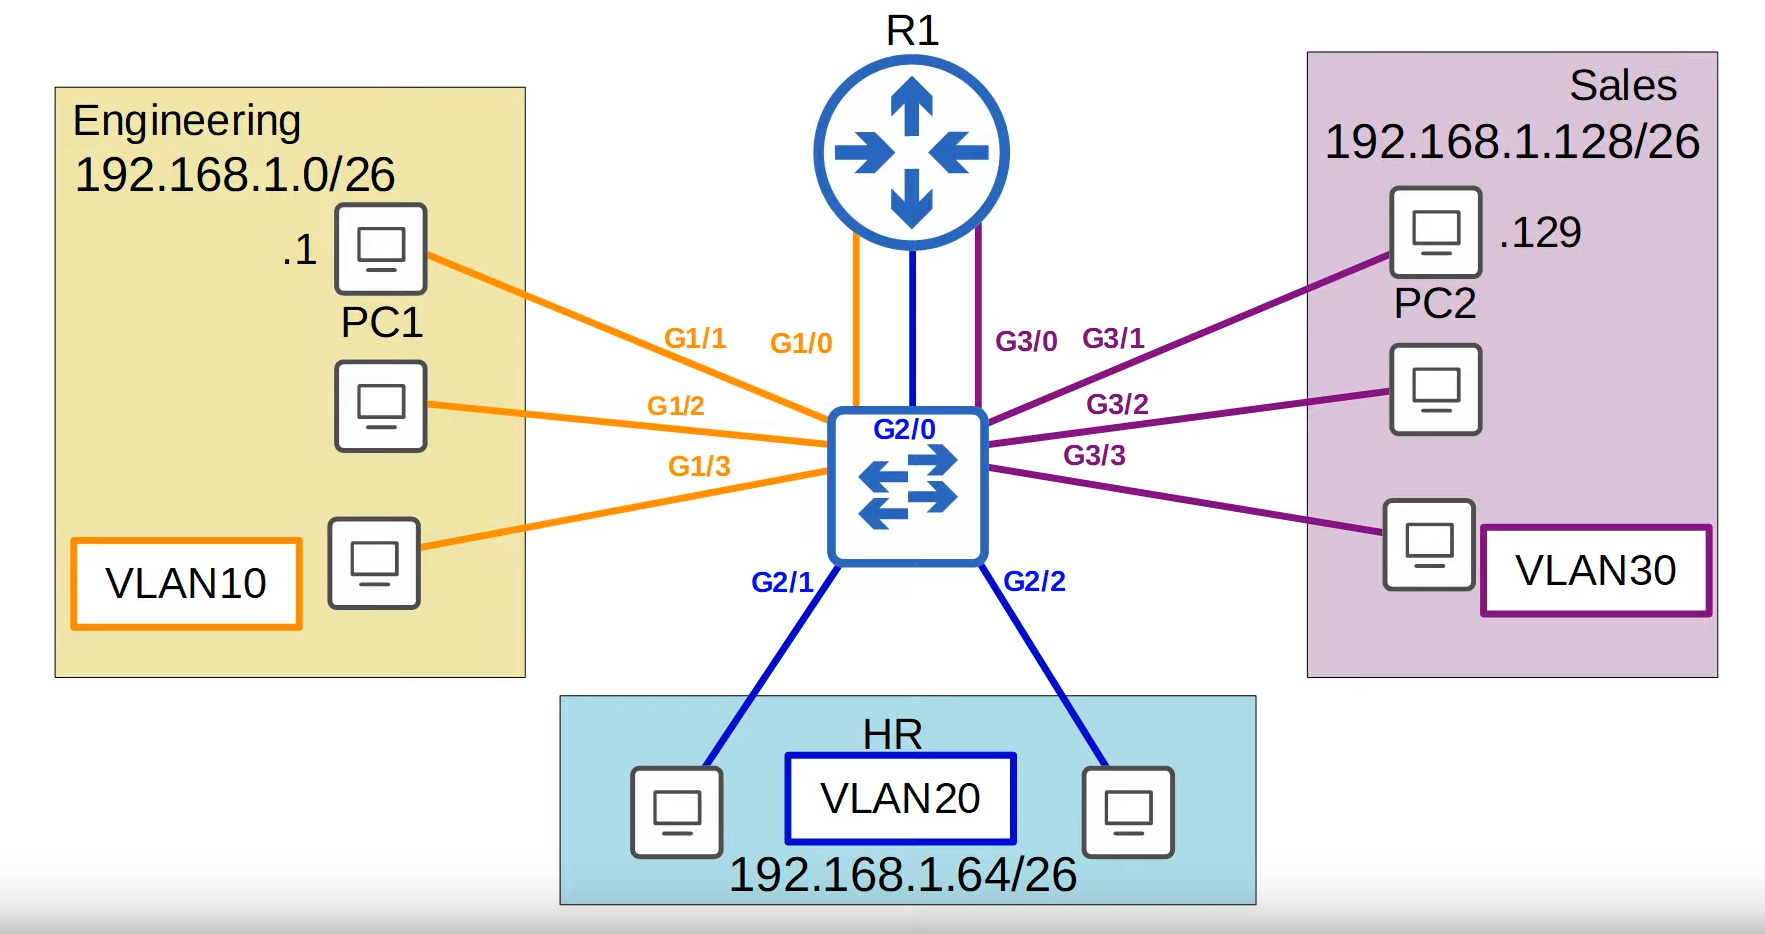 R1
Engineering
192.168.1.0/26
.1
PC1
VLAN10
Sales
192.168.1.128/26
.129
PC2
VLAN30
G1/1
G1/0
G3/0
G3/1
G1/2
G3/2
G2/0
G1/3
G3/3
G2/1
G2/2
HR
VLAN20
192.168.1.64/26